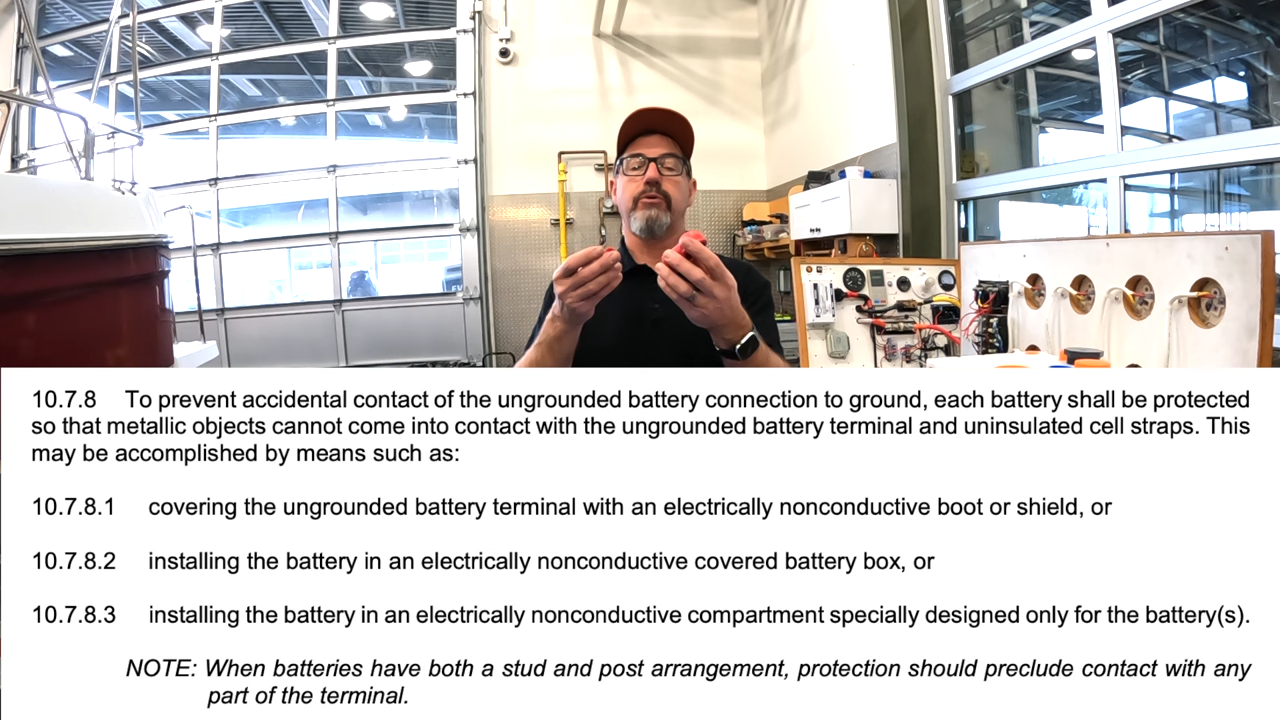 10.7.8 To prevent accidental contact of the ungrounded battery connection to ground, each battery shall be protected
so that metallic objects cannot come into contact with the ungrounded battery terminal and uninsulated cell straps. This
may be accomplished by means such as:
10.7.8.1 covering the ungrounded battery terminal with an electrically nonconductive boot or shield, or
10.7.8.2 installing the battery in an electrically nonconductive covered battery box, or
10.7.8.3 installing the battery in an electrically nonconductive compartment specially designed only for the battery(s).
NOTE: When batteries have both a stud and post arrangement, protection should preclude contact with any
part of the terminal.